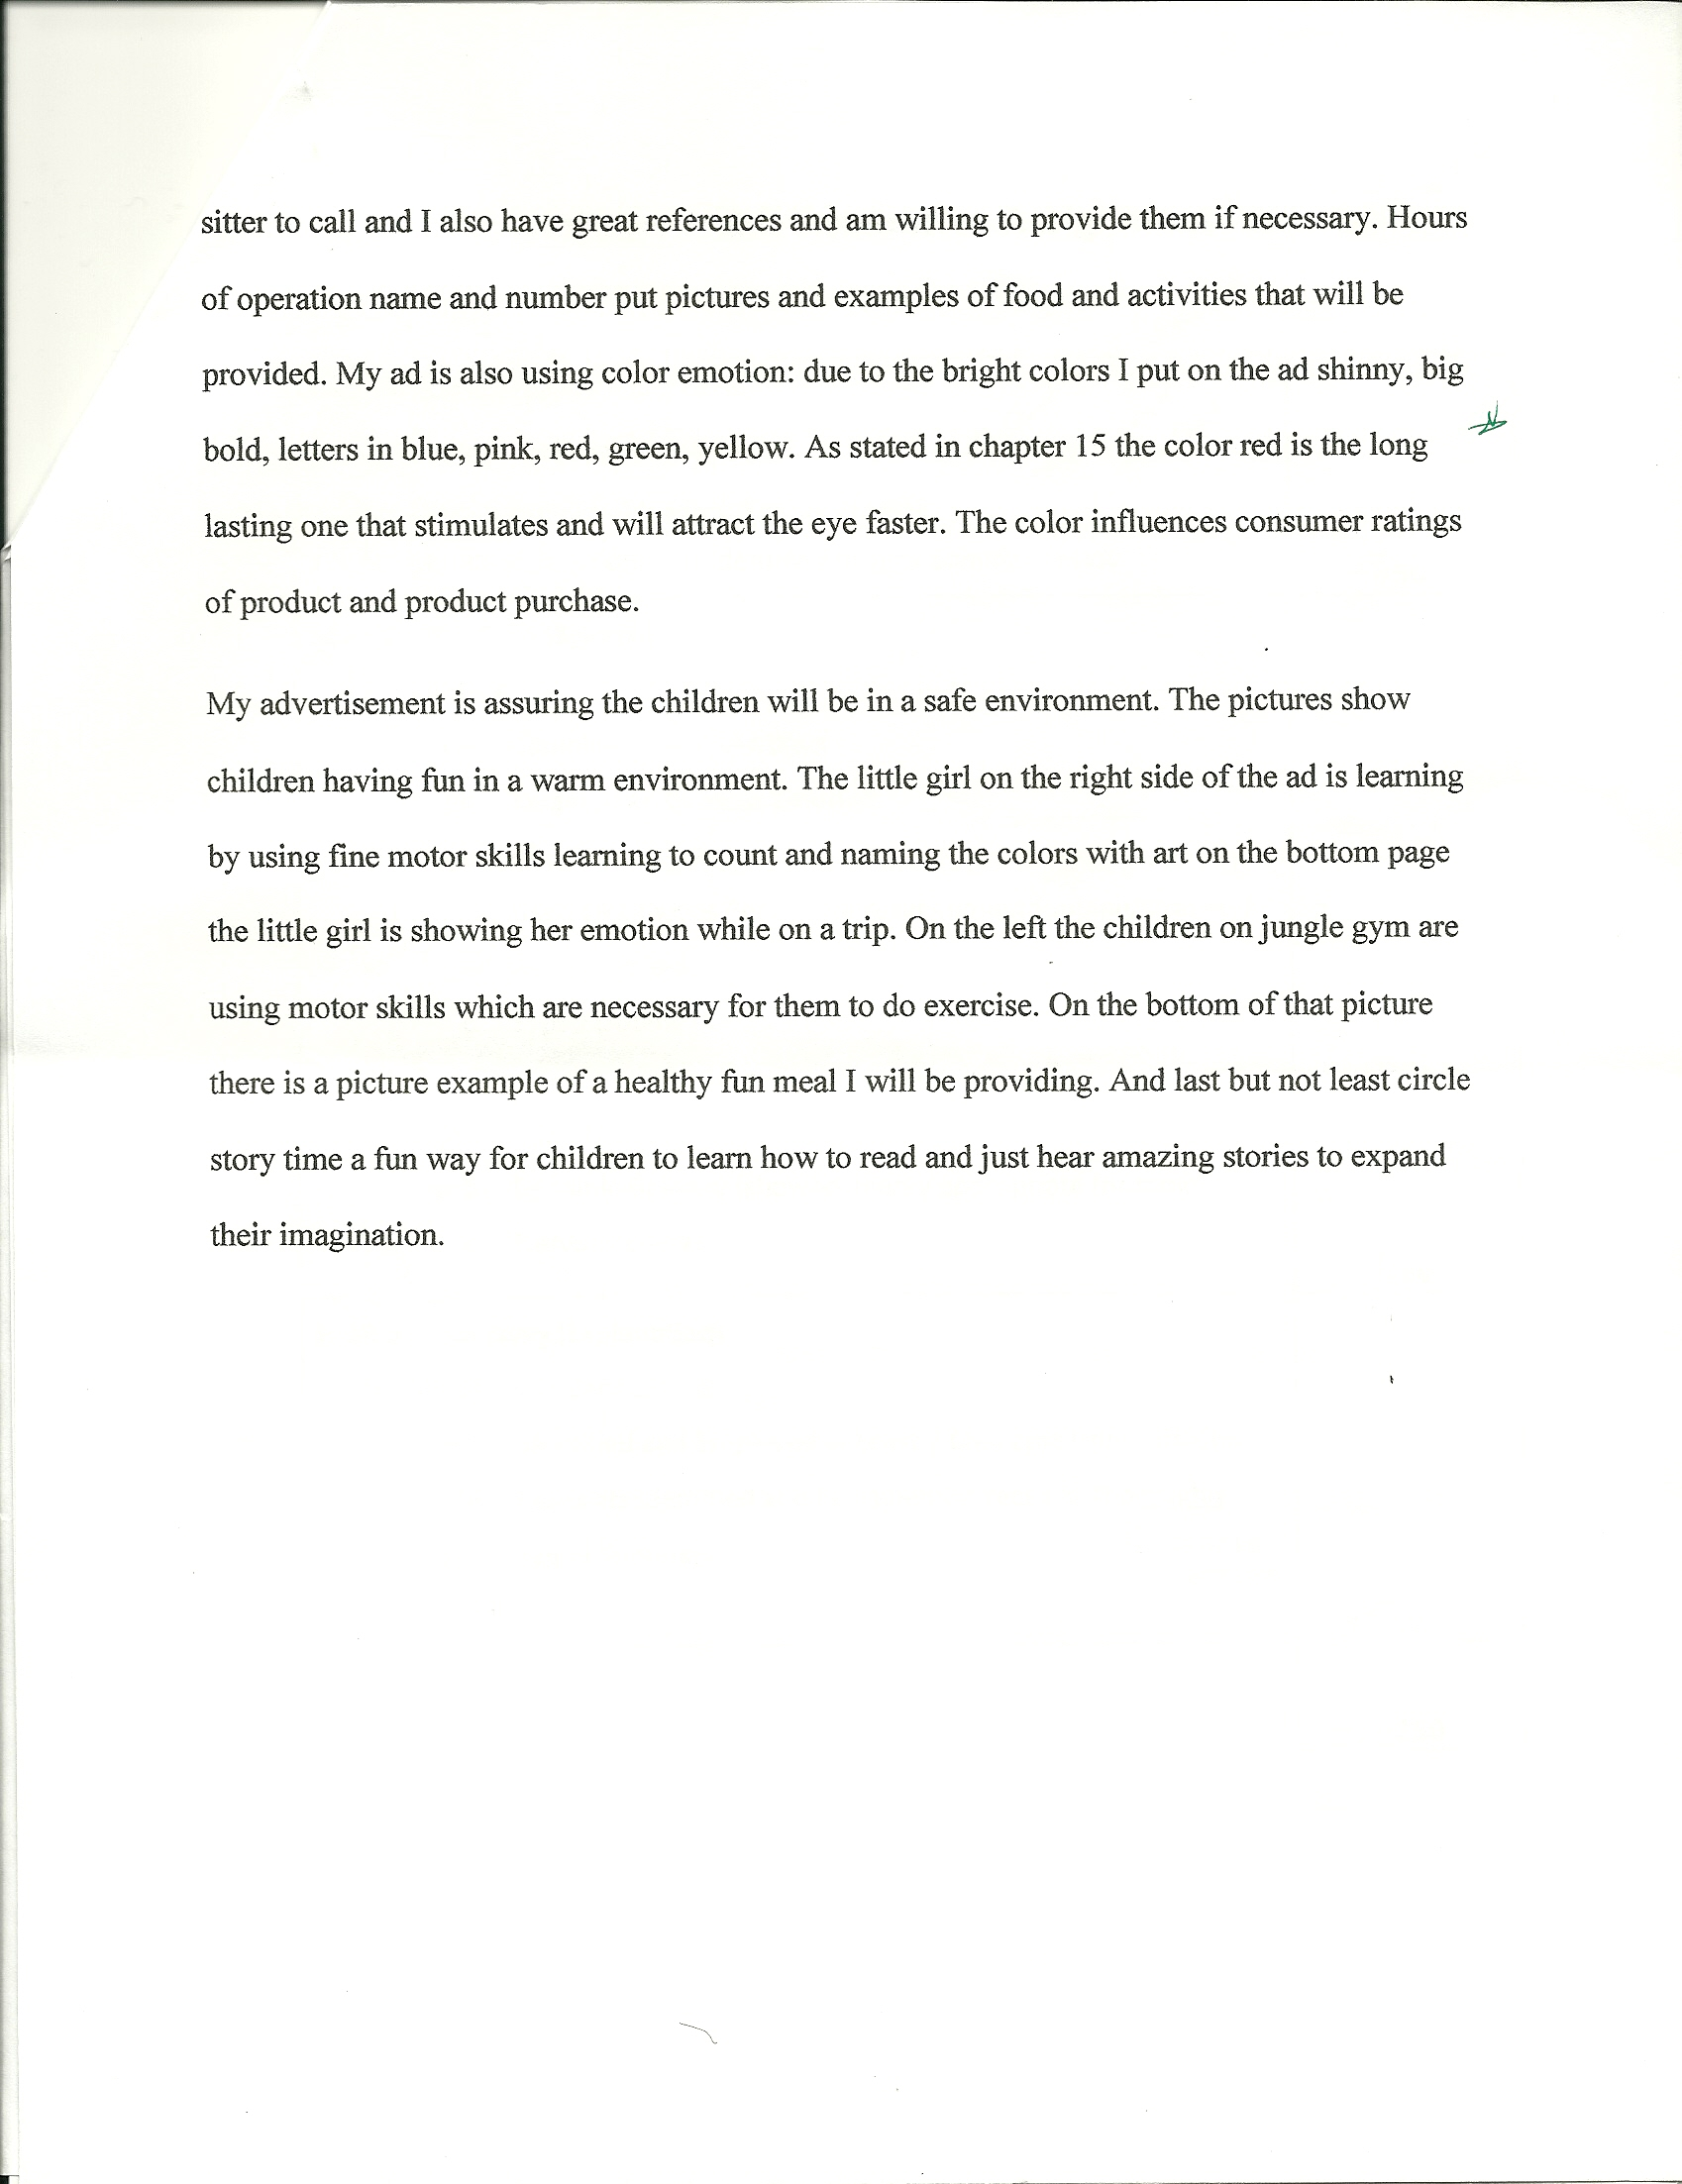 sitter to call and I also have great references and am willing to provide them if necessary. Hours
of operation name and number put pictures and examples of food and activities that will be
provided. My ad is also using color emotion: due to the bright colors I put on the ad shinny, big
bold, letters in blue, pink, red, green, yellow. As stated in chapter 15 the color red is the long
lasting one that stimulates and will attract the eye faster. The color influences consumer ratings
of product and product purchase.
My advertisement is assuring the children will be in a safe environment. The pictures show
children having fun in a warm environment. The little girl on the right side of the ad is learning
by using fine motor skills learning to count and naming the colors with art on the bottom page
the little girl is showing her emotion while on a trip. On the left the children on jungle gym are
using motor skills which are necessary for them to do exercise. On the bottom of that picture
there is a picture example of a healthy fun meal I will be providing. And last but not least circle
story time a fun way for children to learn how to read and just hear amazing stories to expand
their imagination.